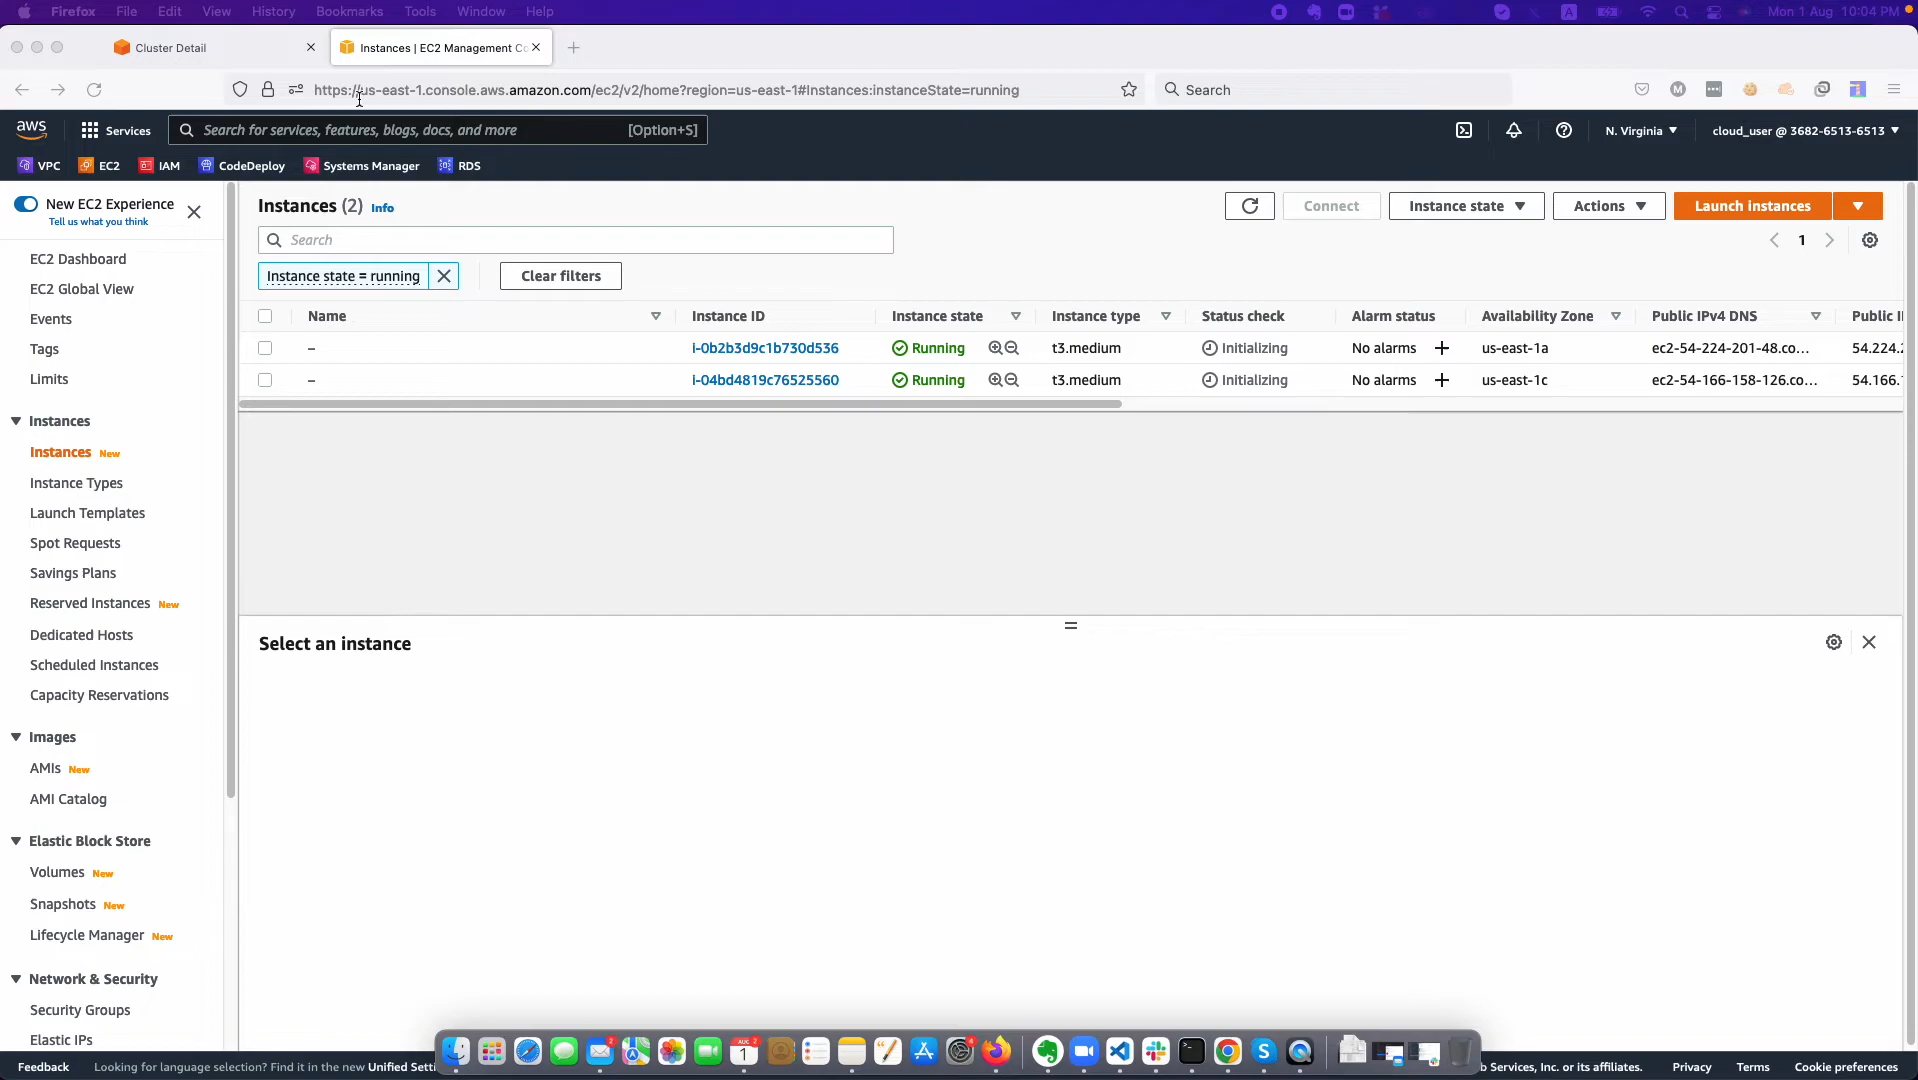 Firefox File Edit View History Bookmarks Tools Window Help
Mon 1 Aug 10:04 PM
Cluster Detail
Instances | EC2 Management Co
https://us-east-1.console.aws.amazon.com/ec2/v2/home?region=us-east-1#Instances:instanceState=running
Search
aws
Services
Search for services, features, blogs, docs, and more [Option+S]
N. Virginia
cloud_user @ 3682-6513-6513
VPC EC2 IAM CodeDeploy Systems Manager RDS
New EC2 Experience
Tell us what you think
EC2 Dashboard
EC2 Global View
Events
Tags
Limits
Instances
Instances New
Instance Types
Launch Templates
Spot Requests
Savings Plans
Reserved Instances New
Dedicated Hosts
Scheduled Instances
Capacity Reservations
Images
AMIs New
AMI Catalog
Elastic Block Store
Volumes New
Snapshots New
Lifecycle Manager New
Network & Security
Security Groups
Elastic IPs
Instances (2) Info
Connect
Instance state
Actions
Launch instances
Search
1
Instance state = running
Clear filters
Name Instance ID Instance state Instance type Status check Alarm status Availability Zone Public IPv4 DNS Public I
– i-0b2b3d9c1b730d536 Running t3.medium Initializing No alarms + us-east-1a ec2-54-224-201-48.co... 54.224.
– i-04bd4819c76525560 Running t3.medium Initializing No alarms + us-east-1c ec2-54-166-158-126.co... 54.166.
Select an instance
Feedback
Looking for language selection? Find it in the new Unified Setti
b Services, Inc. or its affiliates.
Privacy
Terms
Cookie preferences